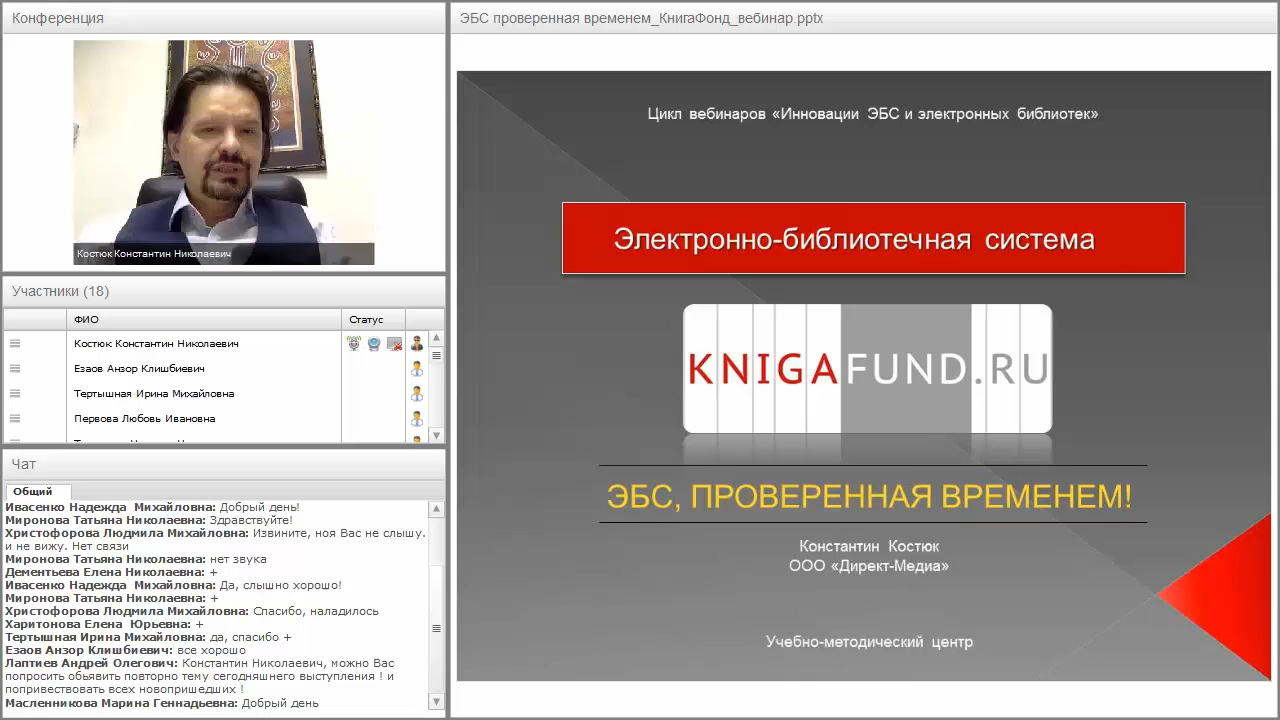 Конференция
Костюк Константин Николаевич
Участники (18)
ФИО
Статус
Костюк Константин Николаевич
Езаов Анзор Клишбиевич
Тертышная Ирина Михайловна
Первова Любовь Ивановна
Чат
Общий
Ивасенко Надежда Михайловна: Добрый день!
Миронова Татьяна Николаевна: Здравствуйте!
Христофорова Людмила Михайловна: Извините, ноя Вас не слышу.
и не вижу. Нет связи
Миронова Татьяна Николаевна: нет звука
Дементьева Елена Николаевна: +
Ивасенко Надежда Михайловна: Да, слышно хорошо!
Миронова Татьяна Николаевна: +
Христофорова Людмила Михайловна: Спасибо, наладилось
Харитонова Елена Юрьевна: +
Тертышная Ирина Михайловна: да, спасибо +
Езаов Анзор Клишбиевич: все хорошо
Лаптиев Андрей Олегович: Константин Николаевич, можно Вас
попросить обьявить повторно тему сегодняшнего выступления ! и
попривествовать всех новопришедших !
Масленникова Марина Геннадьевна: Добрый день
ЭБС проверенная временем_КнигаФонд_вебинар.pptx
Цикл вебинаров «Инновации ЭБС и электронных библиотек»
Электронно-библиотечная система
KNIGAFUND.RU
ЭБС, ПРОВЕРЕННАЯ ВРЕМЕНЕМ!
Константин Костюк
ООО «Директ-Медиа»
Учебно-методический центр